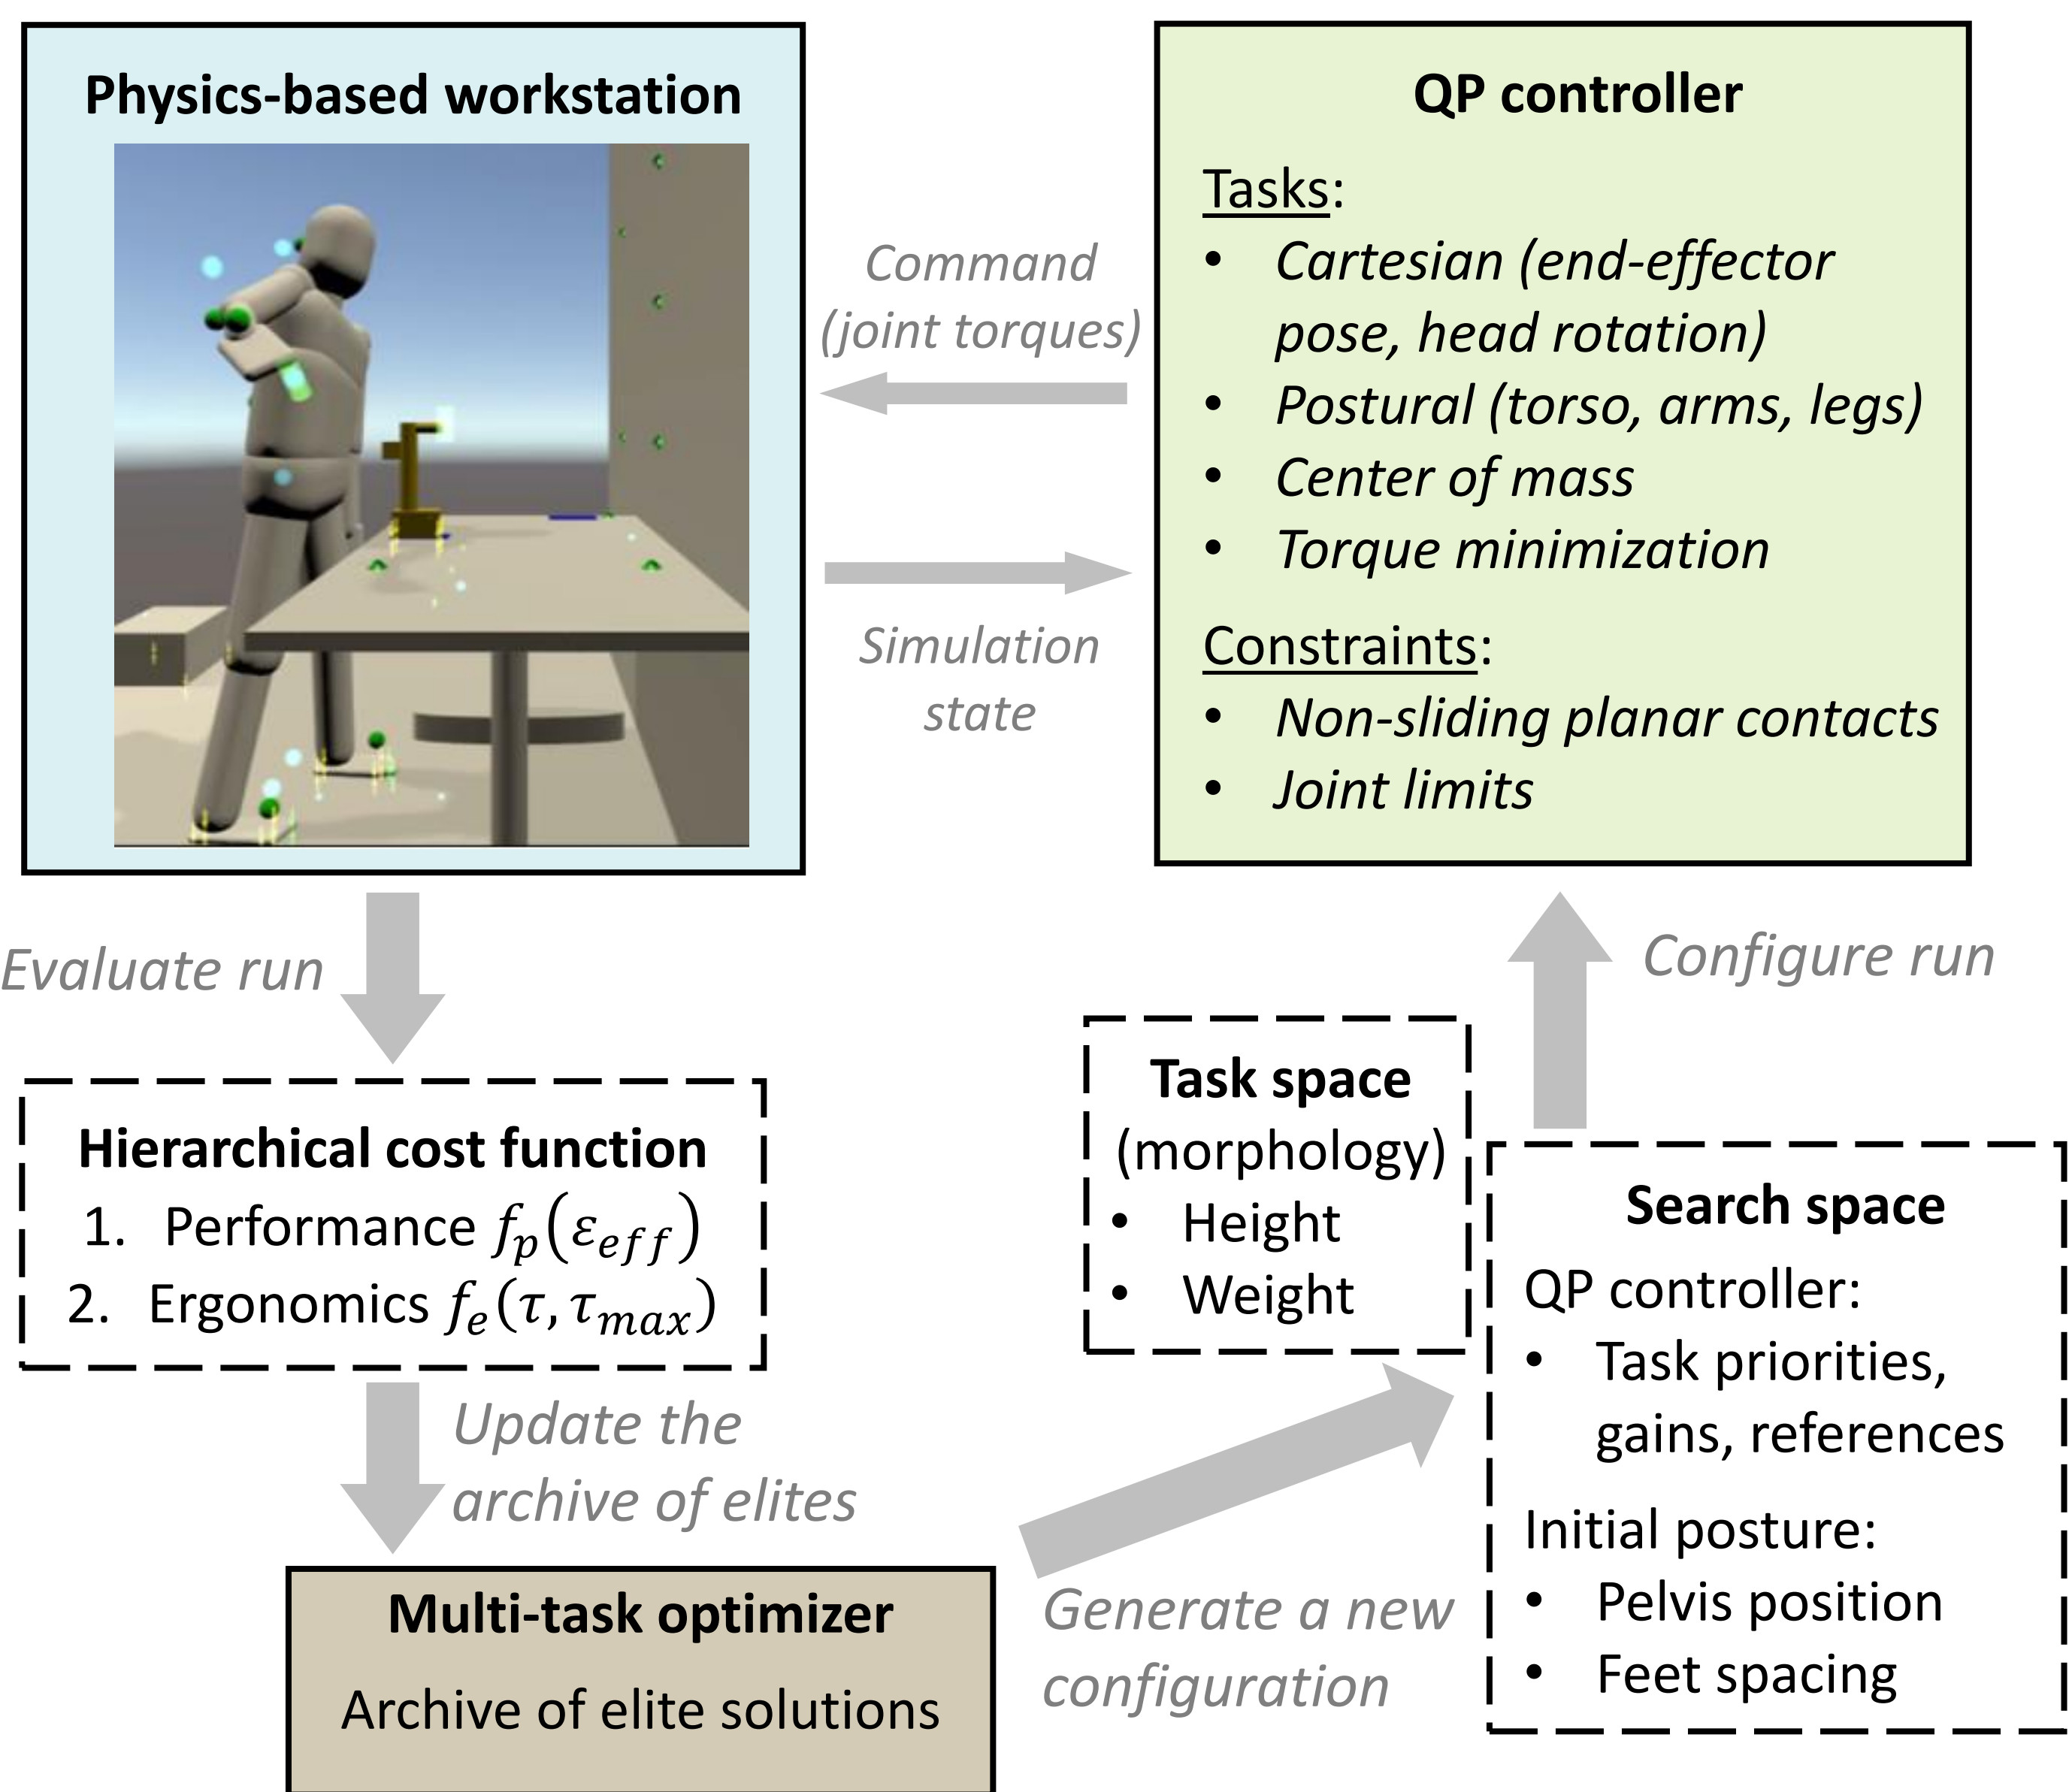 Physics-based workstation
Command
(joint torques)
Simulation
state
QP controller
Tasks:
• Cartesian (end-effector
pose, head rotation)
• Postural (torso, arms, legs)
• Center of mass
• Torque minimization
Constraints:
• Non-sliding planar contacts
• Joint limits
Evaluate run
Configure run
Hierarchical cost function
1. Performance f_p(ε_eff)
2. Ergonomics f_e(τ, τ_max)
Task space
(morphology)
• Height
• Weight
Search space
QP controller:
• Task priorities,
gains, references
Initial posture:
• Pelvis position
• Feet spacing
Update the
archive of elites
Generate a new
configuration
Multi-task optimizer
Archive of elite solutions